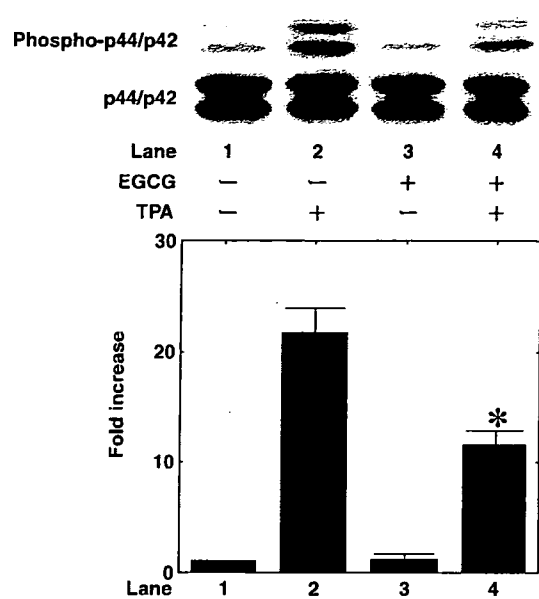 Phospho-p44/p42
p44/p42
Lane 1 2 3 4
EGCG − − + +
TPA − + − +
30
20
10
0
Fold increase
*
Lane 1 2 3 4